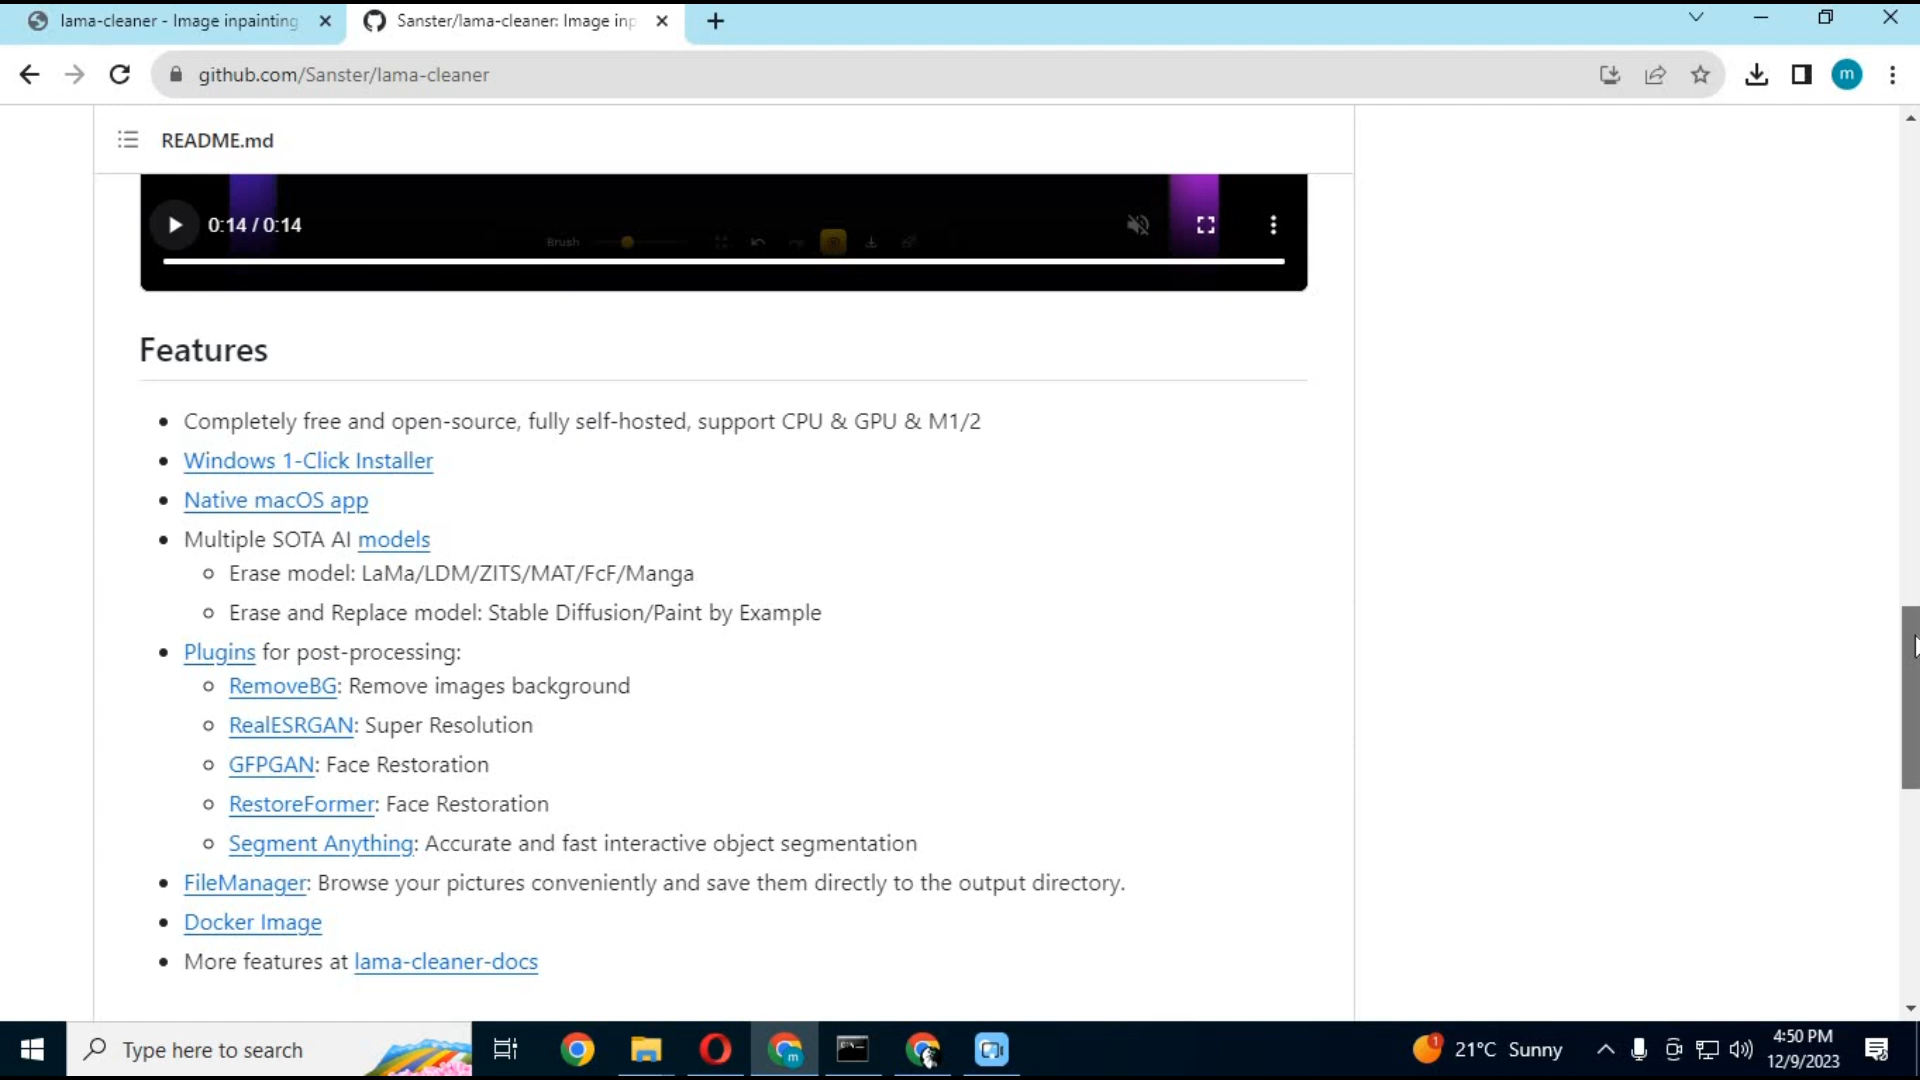 lama-cleaner - Image inpainting
Sanster/lama-cleaner: Image inp
github.com/Sanster/lama-cleaner
m
README.md
0:14 / 0:14
Brush
Features
Completely free and open-source, fully self-hosted, support CPU & GPU & M1/2
Windows 1-Click Installer
Native macOS app
Multiple SOTA AI models
Erase model: LaMa/LDM/ZITS/MAT/FcF/Manga
Erase and Replace model: Stable Diffusion/Paint by Example
Plugins for post-processing:
RemoveBG: Remove images background
RealESRGAN: Super Resolution
GFPGAN: Face Restoration
RestoreFormer: Face Restoration
Segment Anything: Accurate and fast interactive object segmentation
FileManager: Browse your pictures conveniently and save them directly to the output directory.
Docker Image
More features at lama-cleaner-docs
Type here to search
m
1
21°C Sunny
4:50 PM
12/9/2023